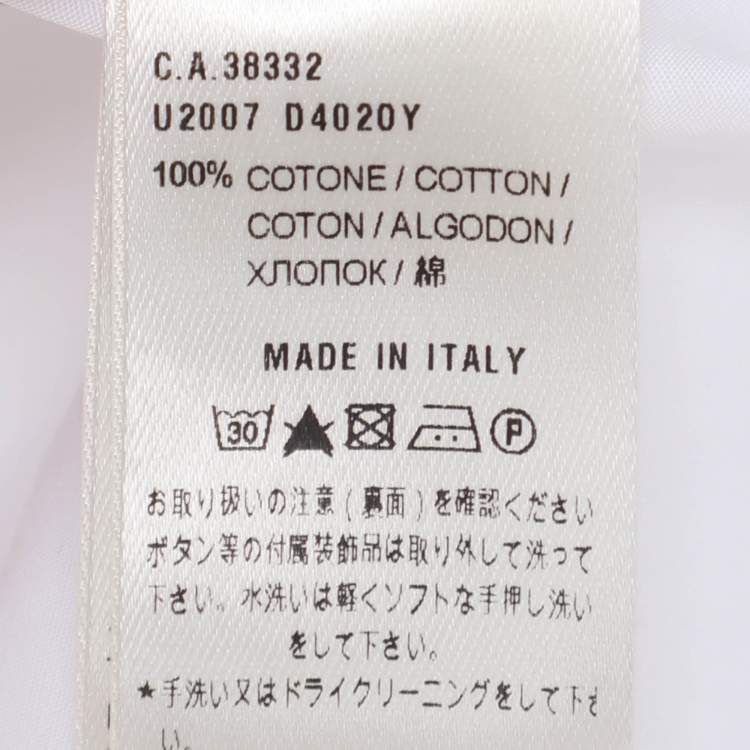 C.A.38332
U2007 D4020Y
100% COTONE / COTTON /
COTON / ALGODON /
ХЛОПОК / 綿
MADE IN ITALY
30 P
お取り扱いの注意(裏面)を確認ください
ボタン等の付属装飾品は取り外して洗って
下さい。水洗いは軽くソフトな手押し洗い
をして下さい。
★手洗い又はドライクリーニングをして下さ
い。